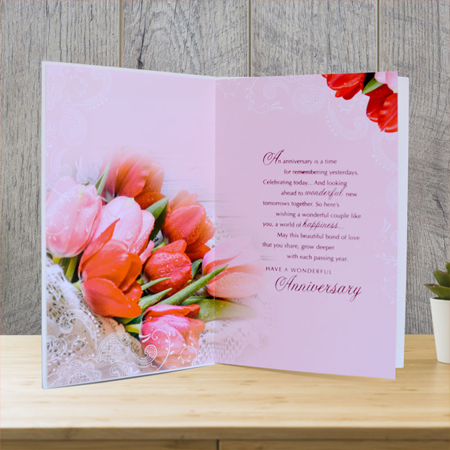 An anniversary is a time
for remembering yesterdays.
Celebrating today... And looking
ahead to wonderful new
tomorrows together. So here's
wishing a wonderful couple like
you, a world of happiness...
May this beautiful bond of love
that you share, grow deeper
with each passing year.
HAVE A WONDERFUL
Anniversary